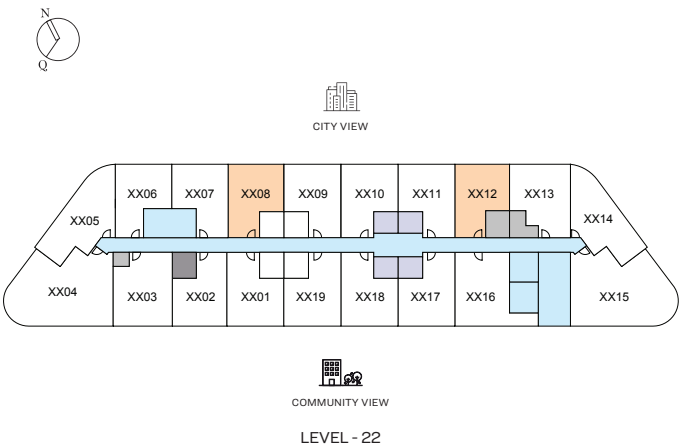 N
Q
CITY VIEW
XX06 XX07 XX08 XX09 XX10 XX11 XX12 XX13
XX05 XX14
XX04 XX03 XX02 XX01 XX19 XX18 XX17 XX16 XX15
COMMUNITY VIEW
LEVEL - 22